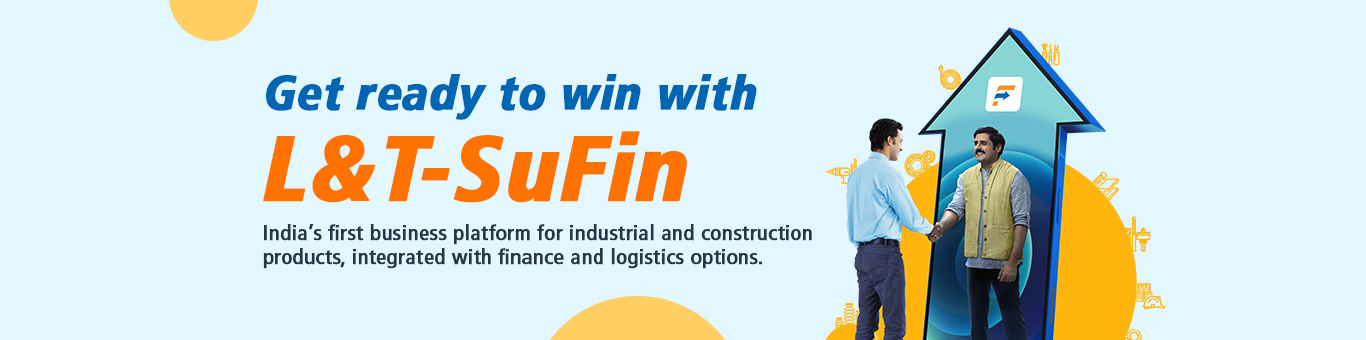 Get ready to win with
L&T-SuFin
India’s first business platform for industrial and construction
products, integrated with finance and logistics options.